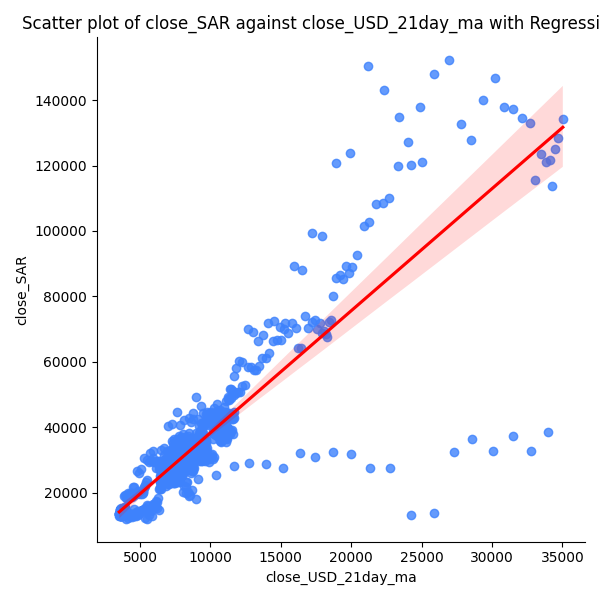 Scatter plot of close_SAR against close_USD_21day_ma with Regressi
140000
120000
100000
80000
60000
40000
20000
close_SAR
5000 10000 15000 20000 25000 30000 35000
close_USD_21day_ma